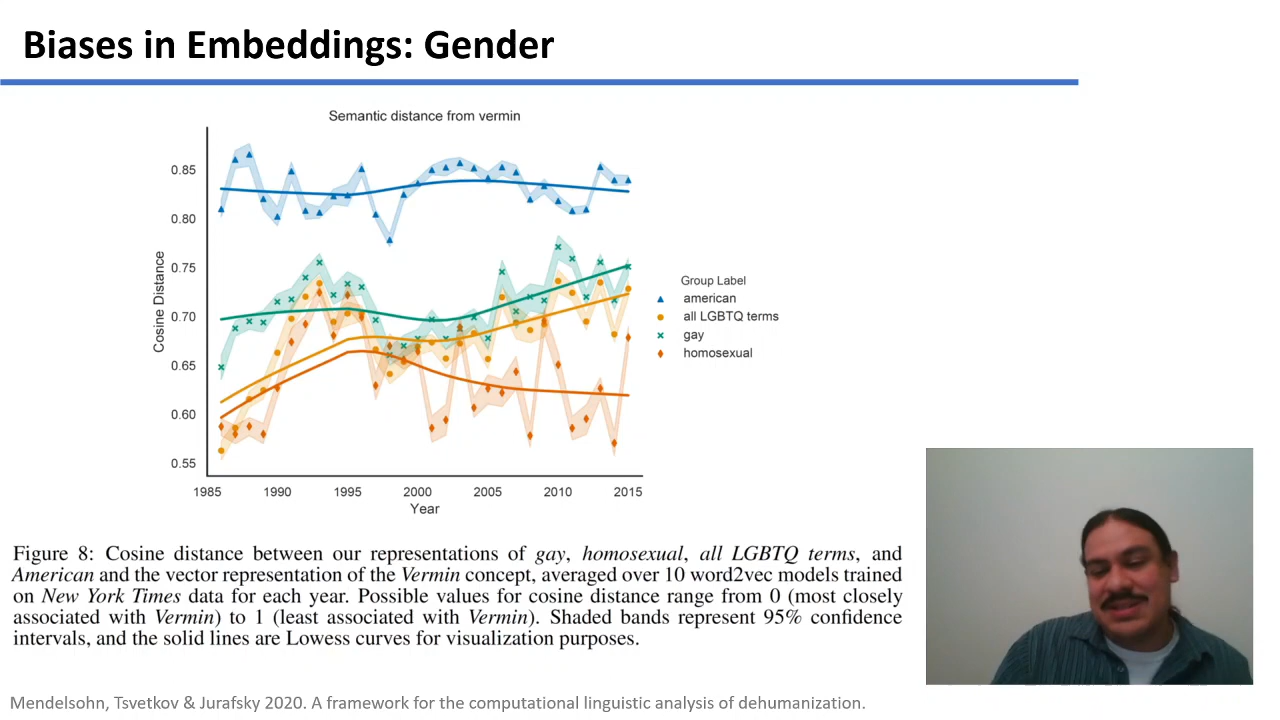 Biases in Embeddings: Gender
Semantic distance from vermin
0.85
0.80
0.75
0.70
0.65
0.60
0.55
Cosine Distance
1985 1990 1995 2000 2005 2010 2015
Year
Group Label
american
all LGBTQ terms
gay
homosexual
Figure 8: Cosine distance between our representations of gay, homosexual, all LGBTQ terms, and
American and the vector representation of the Vermin concept, averaged over 10 word2vec models trained
on New York Times data for each year. Possible values for cosine distance range from 0 (most closely
associated with Vermin) to 1 (least associated with Vermin). Shaded bands represent 95% confidence
intervals, and the solid lines are Lowess curves for visualization purposes.
Mendelsohn, Tsvetkov & Jurafsky 2020. A framework for the computational linguistic analysis of dehumanization.